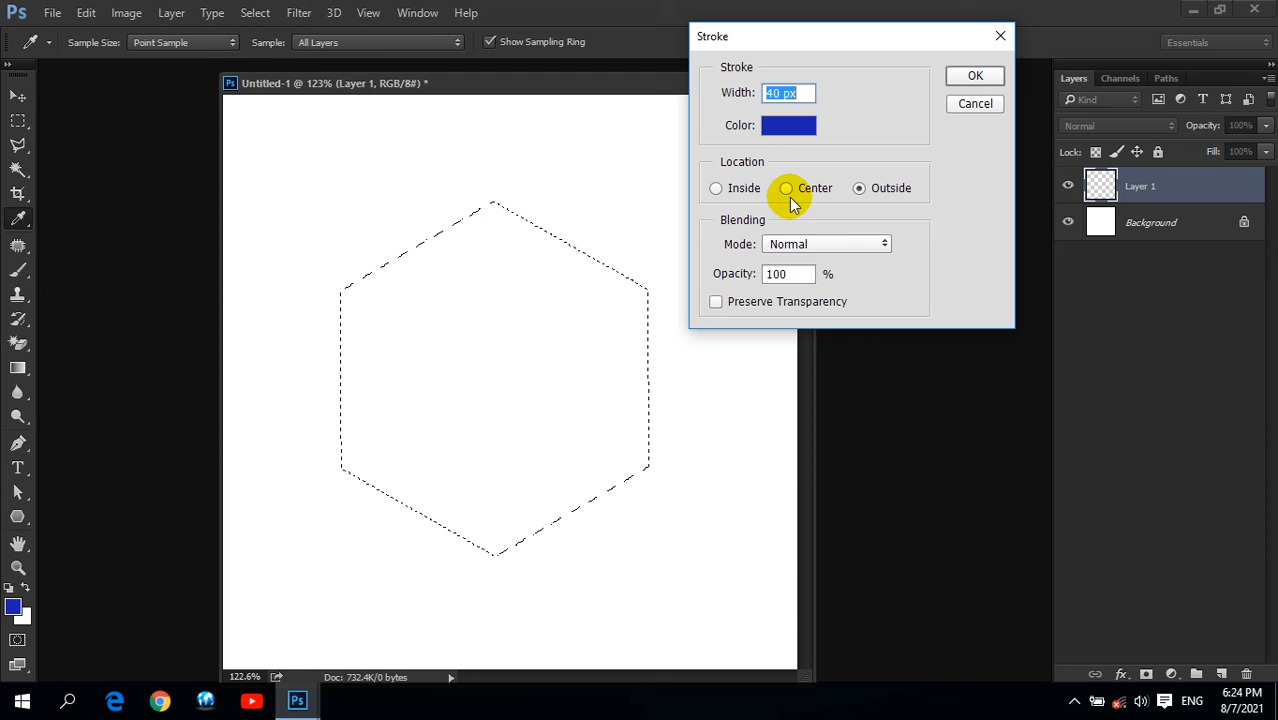 Ps File Edit Image Layer Type Select Filter 3D View Window Help
Sample Size: Point Sample Sample: All Layers Show Sampling Ring Essentials
Ps Untitled-1 @ 123% (Layer 1, RGB/8#) *
Stroke
Stroke
Width: 40 px
OK
Color:
Cancel
Location
Inside Center Outside
Blending
Mode: Normal
Opacity: 100 %
Preserve Transparency
Layers Channels Paths
Kind
Normal Opacity: 100%
Lock: Fill: 100%
Layer 1
Background
122.6% Doc: 732.4K/0 bytes
Ps
ENG
6:24 PM
8/7/2021